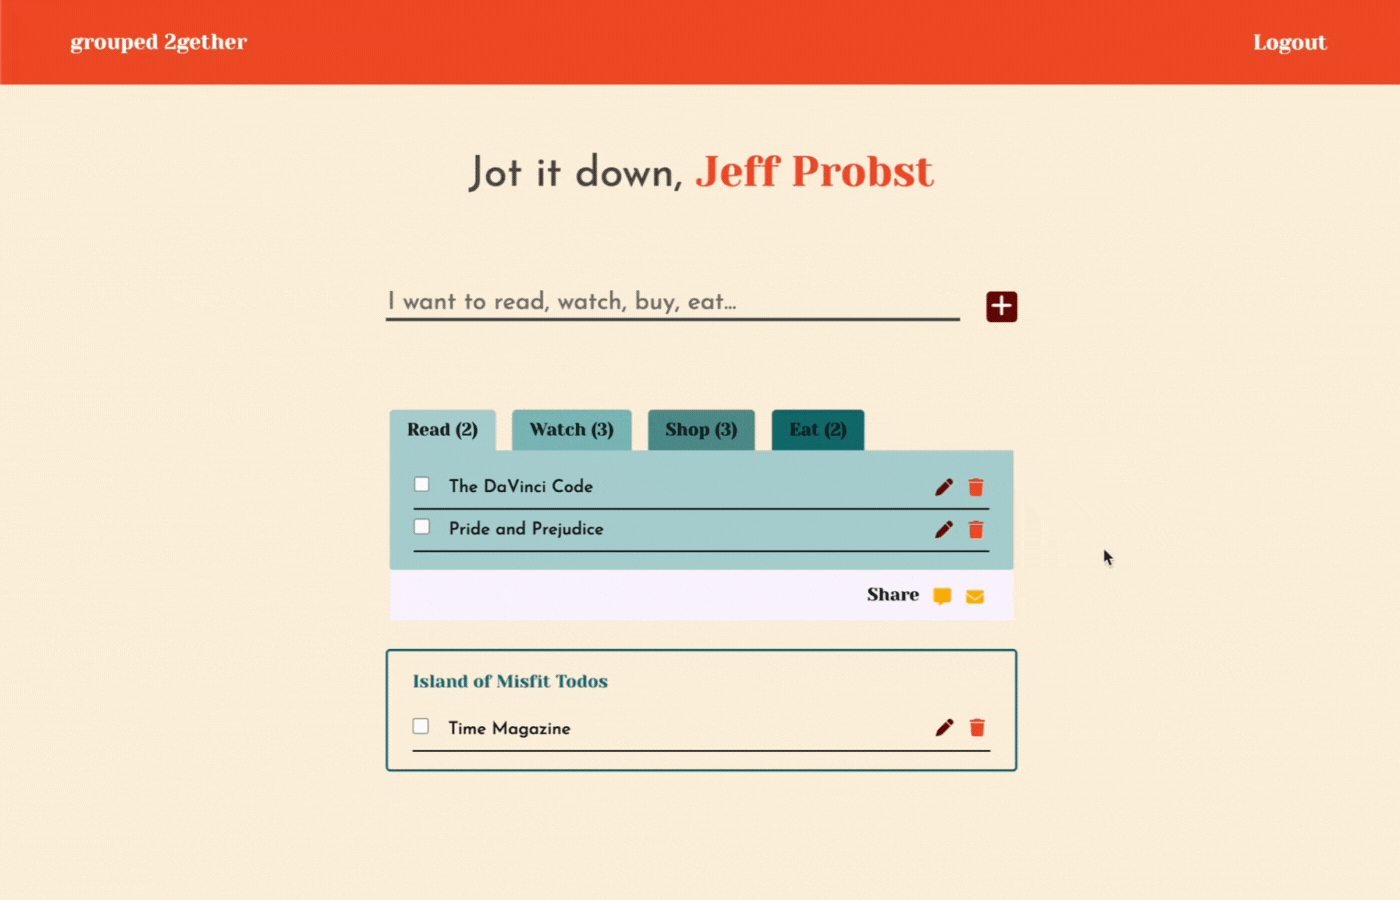 grouped 2gether
Logout
Jot it down, Jeff Probst
I want to read, watch, buy, eat...
Read (2)
Watch (3)
Shop (3)
Eat (2)
The DaVinci Code
Pride and Prejudice
Share
Island of Misfit Todos
Time Magazine